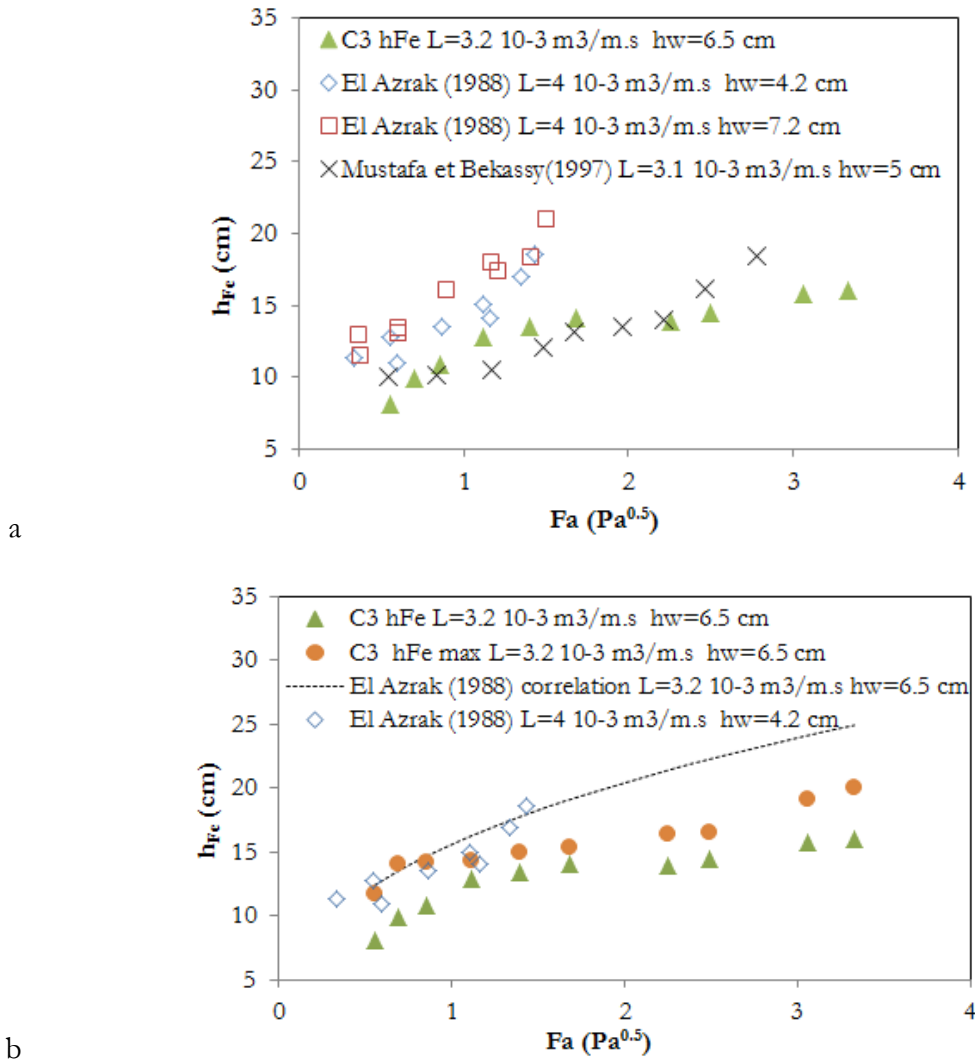 35
30
25
20
15
10
5
h_Fe (cm)
C3 hFe L=3.2 10-3 m3/m.s hw=6.5 cm
El Azrak (1988) L=4 10-3 m3/m.s hw=4.2 cm
El Azrak (1988) L=4 10-3 m3/m.s hw=7.2 cm
Mustafa et Bekassy(1997) L=3.1 10-3 m3/m.s hw=5 cm
0 1 2 3 4
Fa (Pa^0.5)
a
35
30
25
20
15
10
5
h_Fe (cm)
C3 hFe L=3.2 10-3 m3/m.s hw=6.5 cm
C3 hFe max L=3.2 10-3 m3/m.s hw=6.5 cm
El Azrak (1988) correlation L=3.2 10-3 m3/m.s hw=6.5 cm
El Azrak (1988) L=4 10-3 m3/m.s hw=4.2 cm
0 1 2 3 4
Fa (Pa^0.5)
b